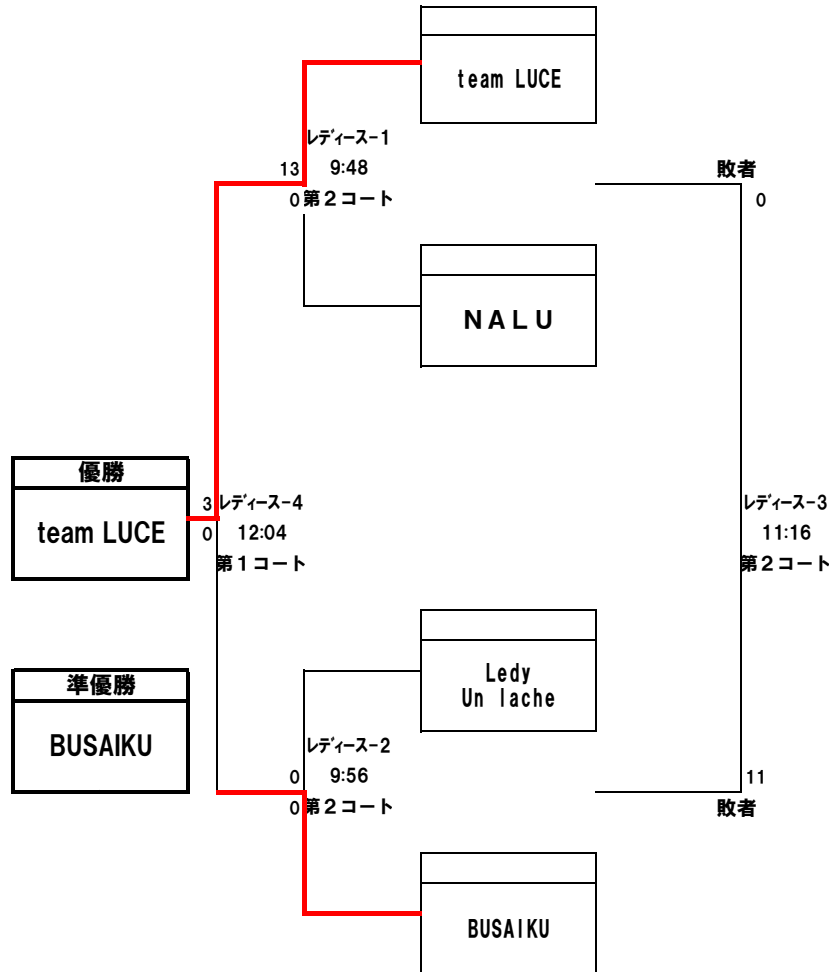 team LUCE
レディース-1
13 9:48
0 第2コート
敗者
0
NALU
優勝
team LUCE
3 レディース-4
0 12:04
第1コート
レディース-3
11:16
第2コート
Ledy
Un lache
準優勝
BUSAIKU
レディース-2
0 9:56
0 第2コート
11
敗者
BUSAIKU